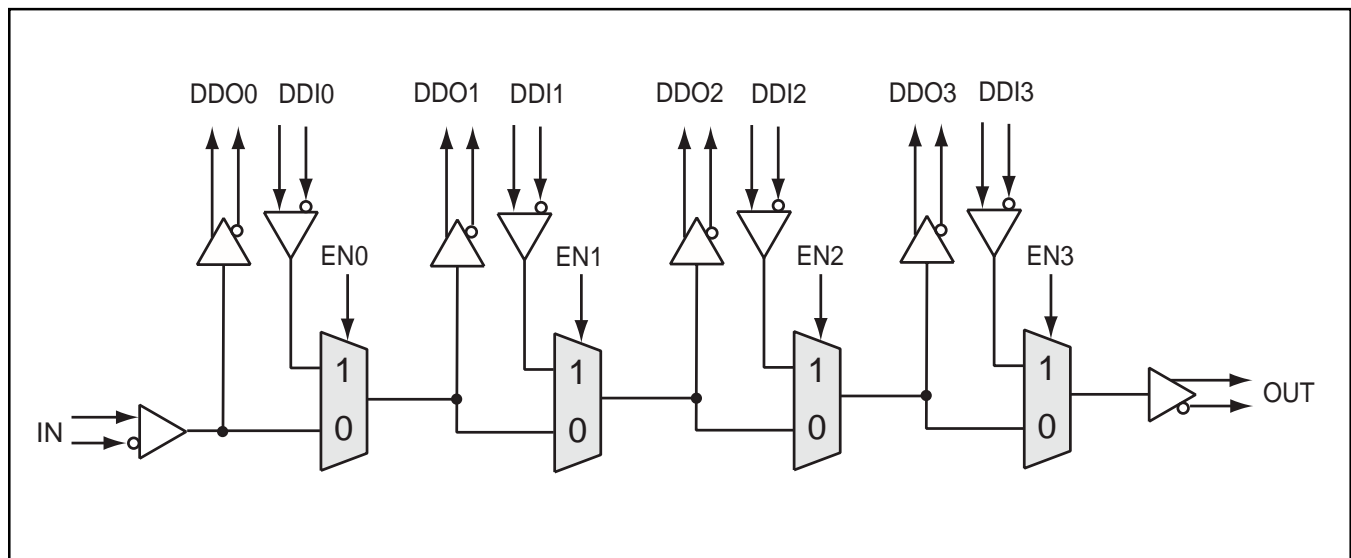 DDO0 DDI0 DDO1 DDI1 DDO2 DDI2 DDO3 DDI3
EN0 EN1 EN2 EN3
1 1 1 1
IN 0 0 0 0 OUT